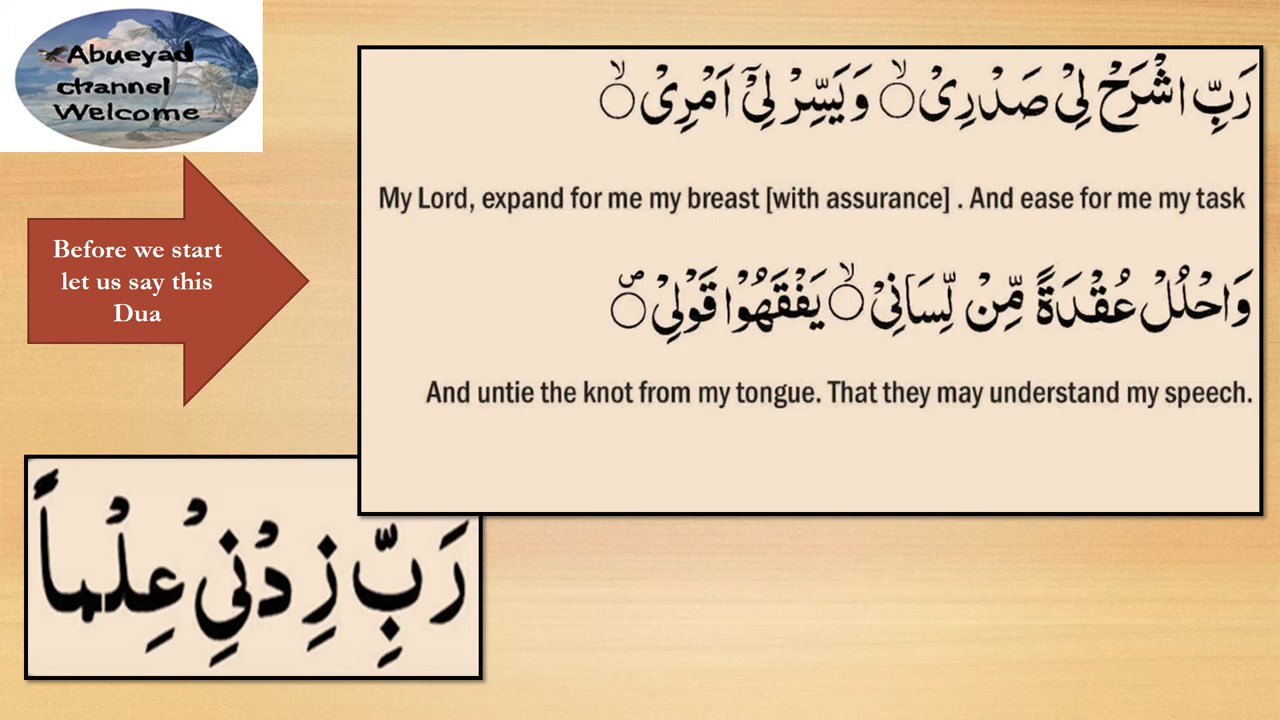 Abueyad
channel
Welcome
Before we start
let us say this
Dua
رَبِّ اشْرَحْ لِیْ صَدْرِیْ ۙ وَیَسِّرْ لِیْۤ اَمْرِیْ ۙ
My Lord, expand for me my breast [with assurance] . And ease for me my task
وَاحْلُلْ عُقْدَةً مِّنْ لِّسَانِیْ ۙ یَفْقَهُوْا قَوْلِیْ ۪
And untie the knot from my tongue. That they may understand my speech.
رَبِّ زِدْنِیْ عِلْماً